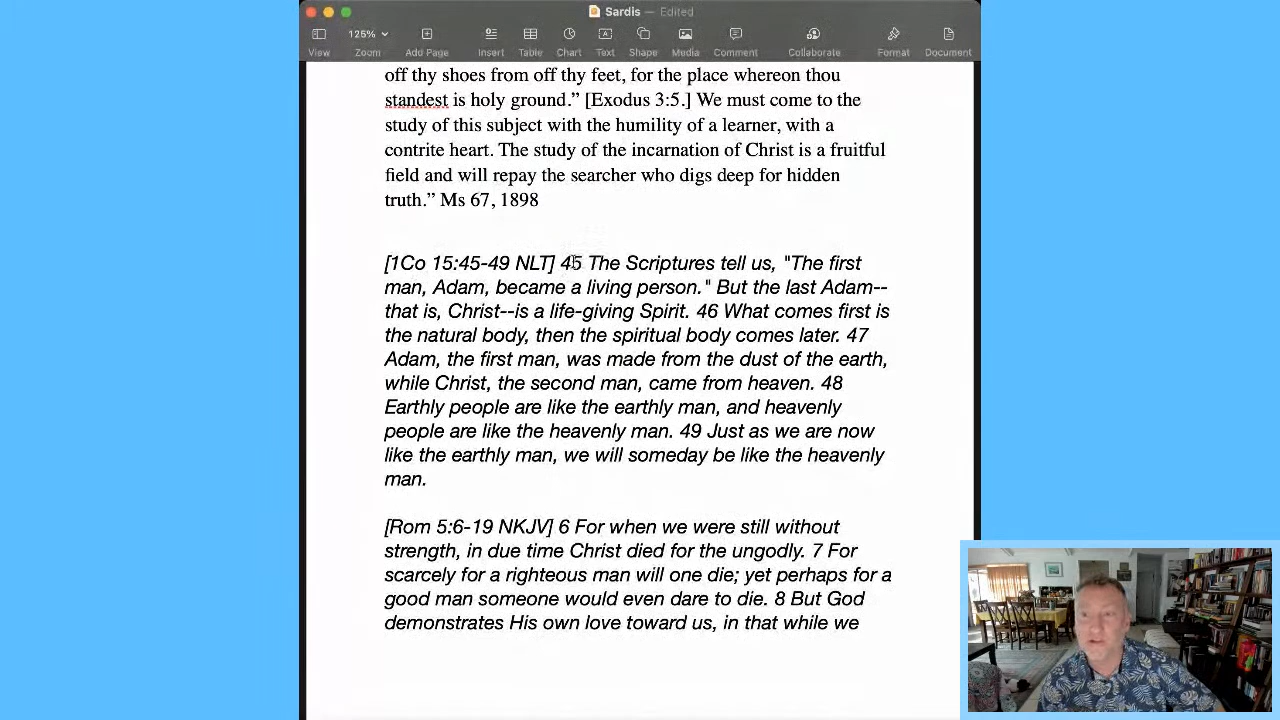 Sardis — Edited
125%
View Zoom Add Page Insert Table Chart Text Shape Media Comment Collaborate Format Document
off thy shoes from off thy feet, for the place whereon thou
standest is holy ground.” [Exodus 3:5.] We must come to the
study of this subject with the humility of a learner, with a
contrite heart. The study of the incarnation of Christ is a fruitful
field and will repay the searcher who digs deep for hidden
truth.” Ms 67, 1898
[1Co 15:45-49 NLT] 45 The Scriptures tell us, "The first
man, Adam, became a living person." But the last Adam--
that is, Christ--is a life-giving Spirit. 46 What comes first is
the natural body, then the spiritual body comes later. 47
Adam, the first man, was made from the dust of the earth,
while Christ, the second man, came from heaven. 48
Earthly people are like the earthly man, and heavenly
people are like the heavenly man. 49 Just as we are now
like the earthly man, we will someday be like the heavenly
man.
[Rom 5:6-19 NKJV] 6 For when we were still without
strength, in due time Christ died for the ungodly. 7 For
scarcely for a righteous man will one die; yet perhaps for a
good man someone would even dare to die. 8 But God
demonstrates His own love toward us, in that while we